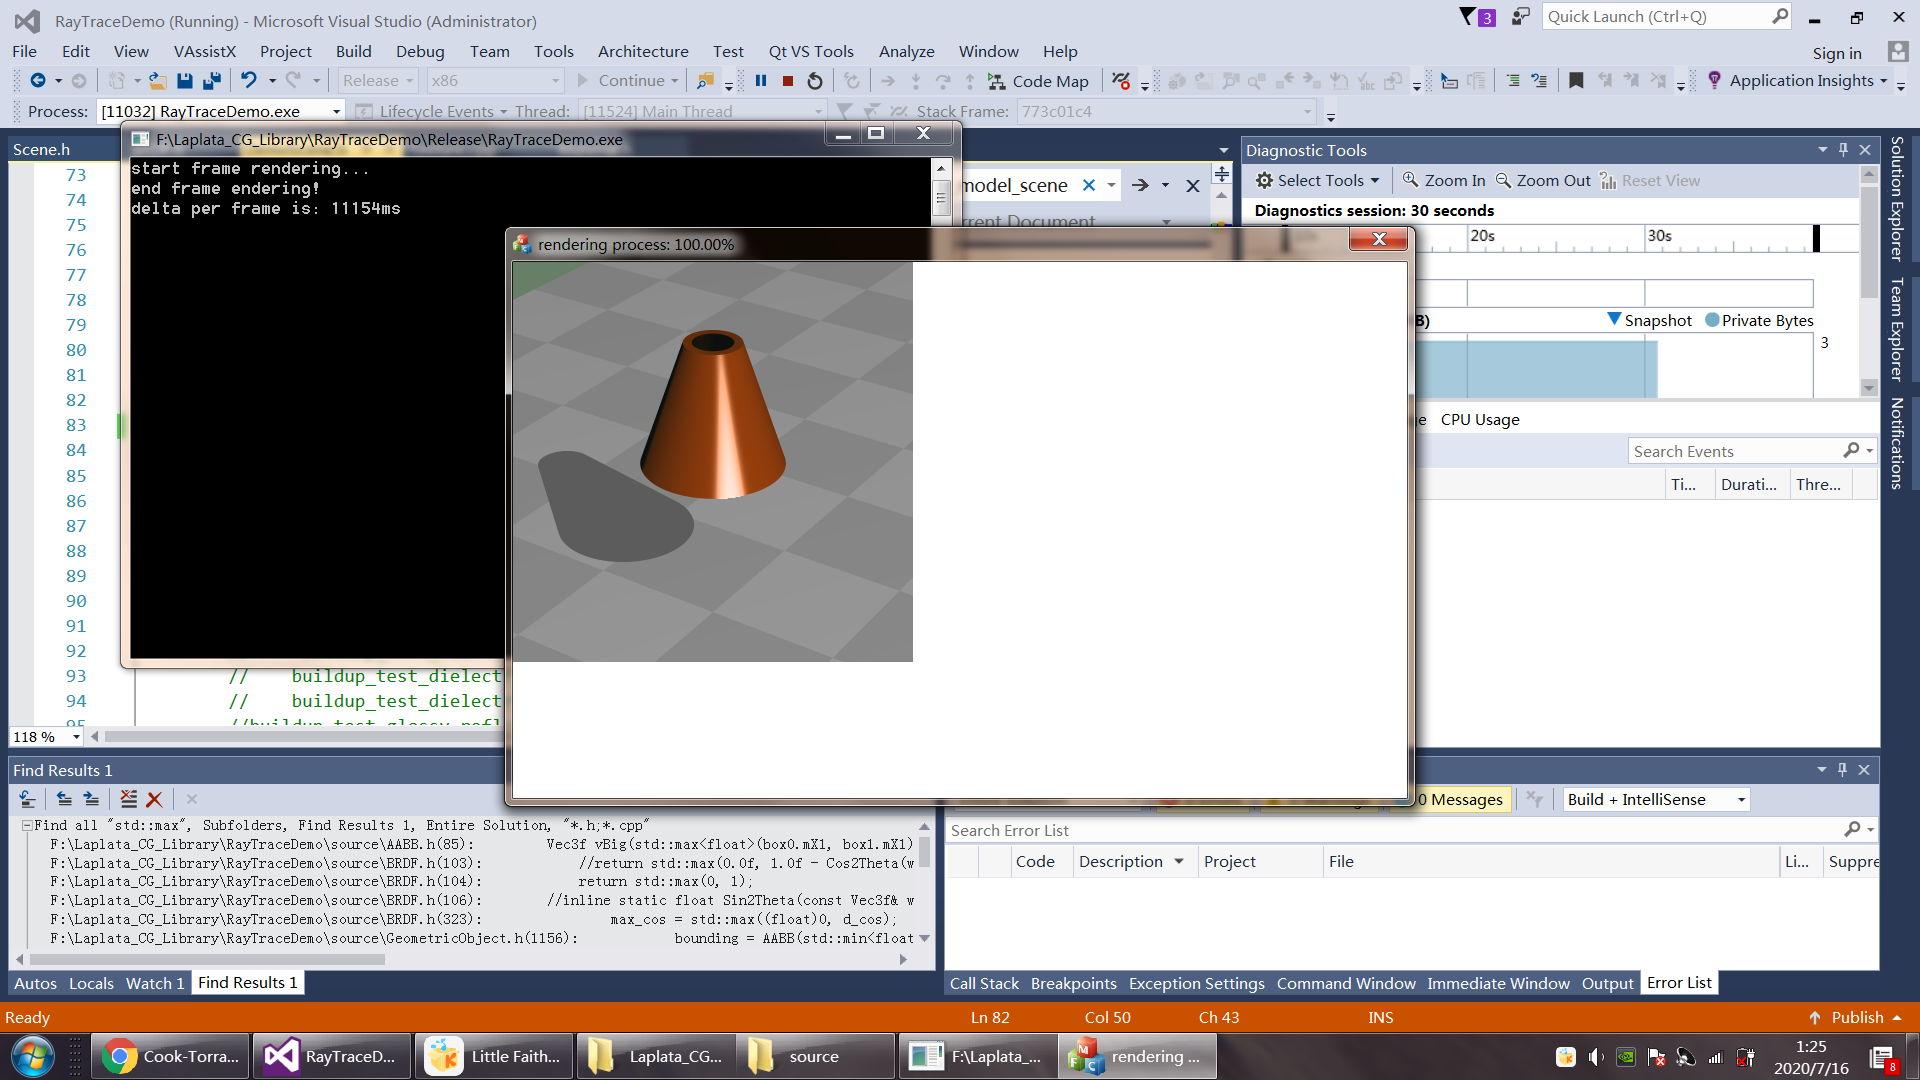 RayTraceDemo (Running) - Microsoft Visual Studio (Administrator)
3
Quick Launch (Ctrl+Q)
File Edit View VAssistX Project Build Debug Team Tools Architecture Test Qt VS Tools Analyze Window Help
Sign in
Release x86 Continue Code Map Application Insights
Process: [11032] RayTraceDemo.exe Lifecycle Events Thread: [11524] Main Thread Stack Frame: 773c01c4
Scene.h
F:\Laplata_CG_Library\RayTraceDemo\Release\RayTraceDemo.exe
start frame rendering...
end frame endering!
delta per frame is: 11154ms
model_scene
rrent Document
rendering process: 100.00%
73
74
75
76
77
78
79
80
81
82
83
84
85
86
87
88
89
90
91
92
93 // buildup_test_dielect
94 // buildup_test_dielect
95 //buildup_test_glossy_refl
118 %
Diagnostic Tools
Select Tools Zoom In Zoom Out Reset View
Diagnostics session: 30 seconds
20s 30s
B) Snapshot Private Bytes
3
e CPU Usage
Search Events
Ti... Durati... Thre...
Solution Explorer
Team Explorer
Notifications
Find Results 1
Find all "std::max", Subfolders, Find Results 1, Entire Solution, "*.h;*.cpp"
F:\Laplata_CG_Library\RayTraceDemo\source\AABB.h(85): Vec3f vBig(std::max<float>(box0.mX1, box1.mX1)
F:\Laplata_CG_Library\RayTraceDemo\source\BRDF.h(103): //return std::max(0.0f, 1.0f - Cos2Theta(w
F:\Laplata_CG_Library\RayTraceDemo\source\BRDF.h(104): return std::max(0, 1);
F:\Laplata_CG_Library\RayTraceDemo\source\BRDF.h(106): //inline static float Sin2Theta(const Vec3f& w
F:\Laplata_CG_Library\RayTraceDemo\source\BRDF.h(323): max_cos = std::max((float)0, d_cos);
F:\Laplata_CG_Library\RayTraceDemo\source\GeometricObject.h(1156): bounding = AABB(std::min<float
Autos Locals Watch 1 Find Results 1
0 Messages Build + IntelliSense
Search Error List
Code Description Project File Li... Suppre
Call Stack Breakpoints Exception Settings Command Window Immediate Window Output Error List
Ready Ln 82 Col 50 Ch 43 INS Publish
Cook-Torra... RayTraceD... Little Faith... Laplata_CG... source F:\Laplata_... rendering ...
1:25
2020/7/16
8